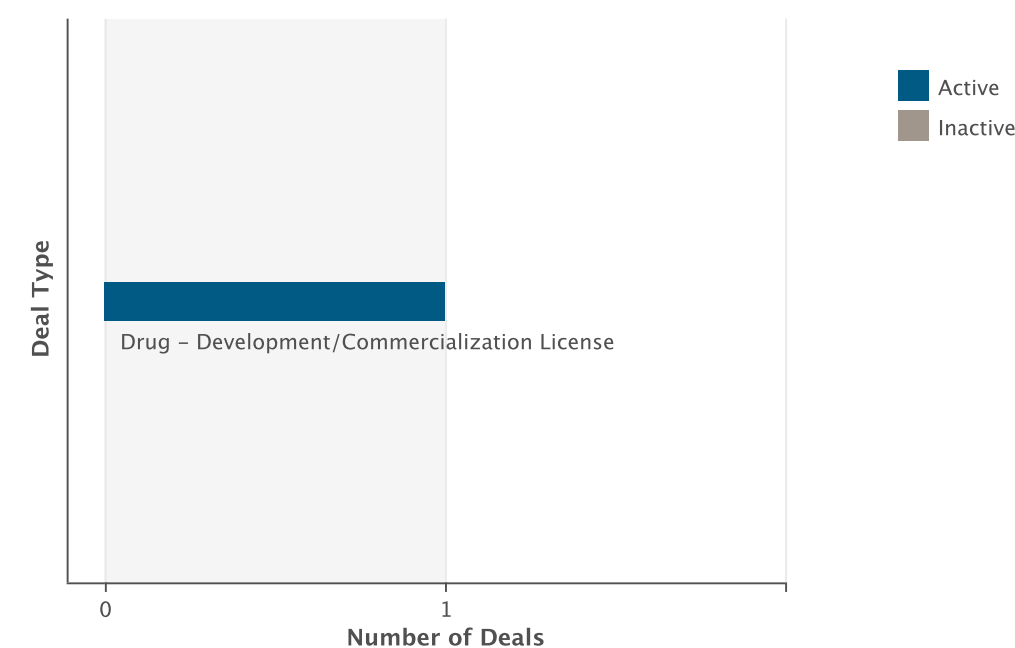 Active
Inactive
Deal Type
Drug – Development/Commercialization License
0
1
Number of Deals